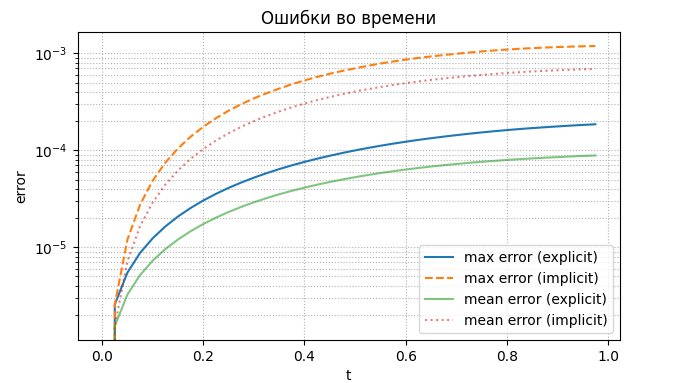 Ошибки во времени
error
10⁻³
10⁻⁴
10⁻⁵
max error (explicit)
max error (implicit)
mean error (explicit)
mean error (implicit)
0.0 0.2 0.4 0.6 0.8 1.0
t